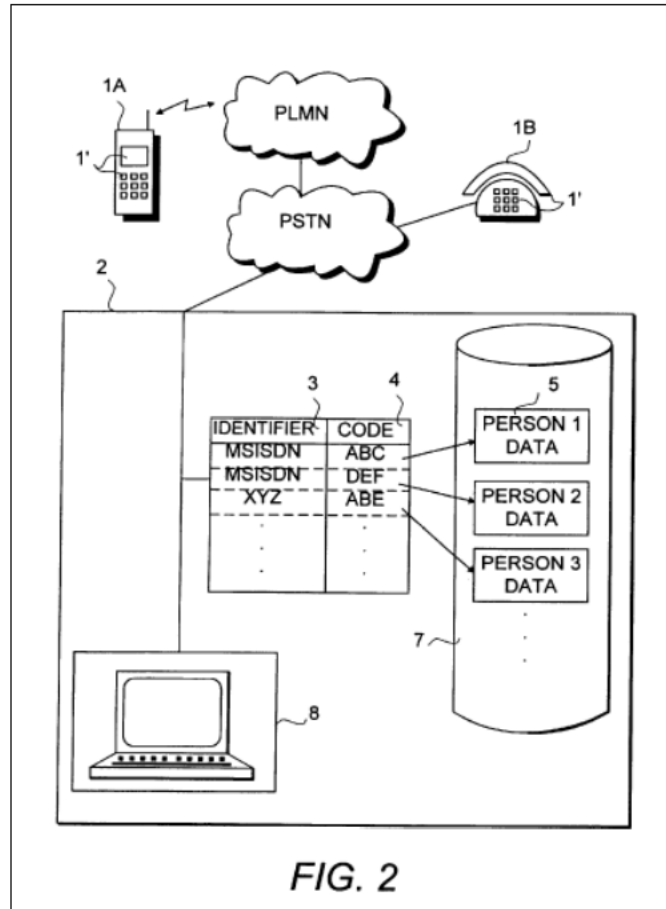 1A
PLMN
1B
1'
1'
PSTN
2
3
4
5
IDENTIFIER
CODE
PERSON 1
DATA
MSISDN
ABC
MSISDN
DEF
PERSON 2
DATA
XYZ
ABE
PERSON 3
DATA
7
8
FIG. 2